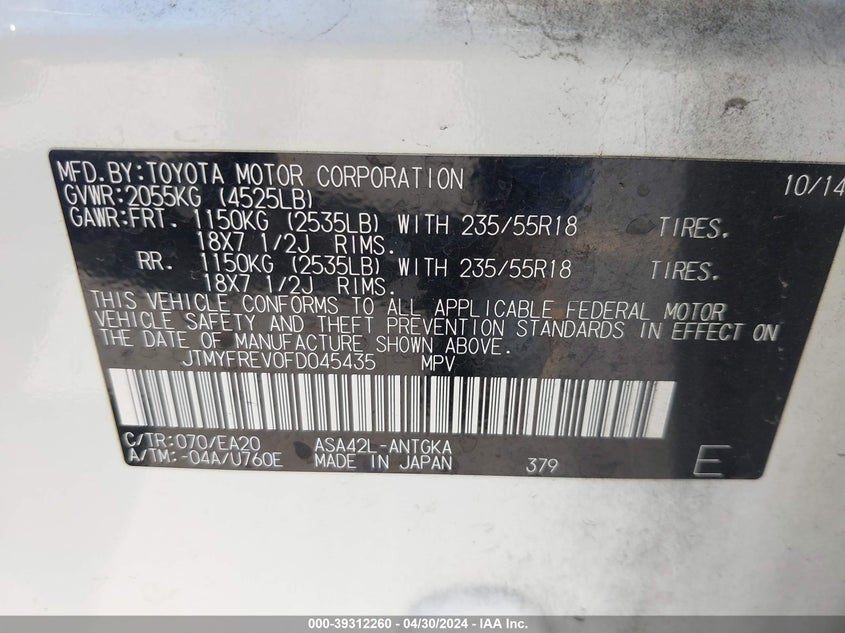 MFD.BY:TOYOTA MOTOR CORPORATION 10/14
GVWR:2055KG (4525LB)
GAWR:FRT. 1150KG (2535LB) WITH 235/55R18 TIRES.
18X7 1/2J RIMS.
RR. 1150KG (2535LB) WITH 235/55R18 TIRES.
18X7 1/2J RIMS.
THIS VEHICLE CONFORMS TO ALL APPLICABLE FEDERAL MOTOR
VEHICLE SAFETY AND THEFT PREVENTION STANDARDS IN EFFECT ON
THE DATE OF MANUFACTURE SHOWN ABOVE.
JTMYFREV0FD045435 MPV
C/TR:070/EA20 ASA42L-ANTGKA
A/TM:-04A/U760E MADE IN JAPAN 379 E
000-39312260 - 04/30/2024 - IAA Inc.